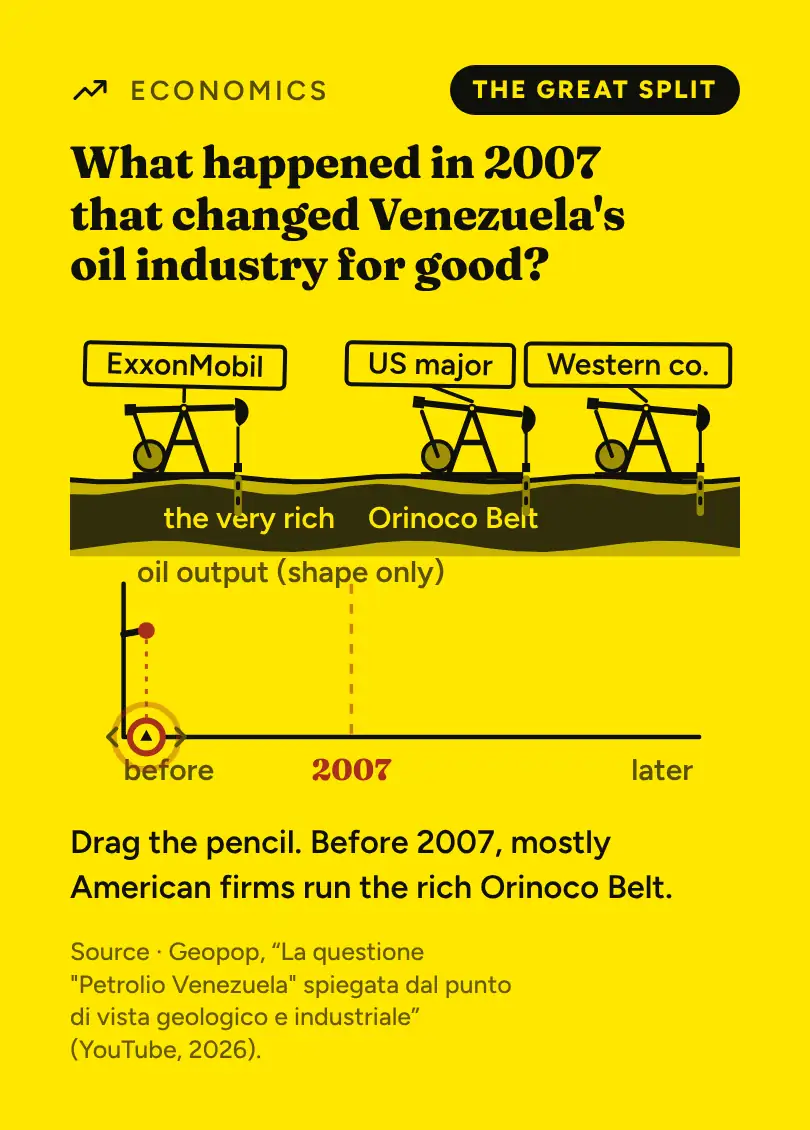 ECONOMICS
THE GREAT SPLIT
What happened in 2007
that changed Venezuela's
oil industry for good?
ExxonMobil
US major
Western co.
the very rich
Orinoco Belt
oil output (shape only)
before
2007
later
Drag the pencil. Before 2007, mostly
American firms run the rich Orinoco Belt.
Source · Geopop, “La questione
"Petrolio Venezuela" spiegata dal punto
di vista geologico e industriale”
(YouTube, 2026).